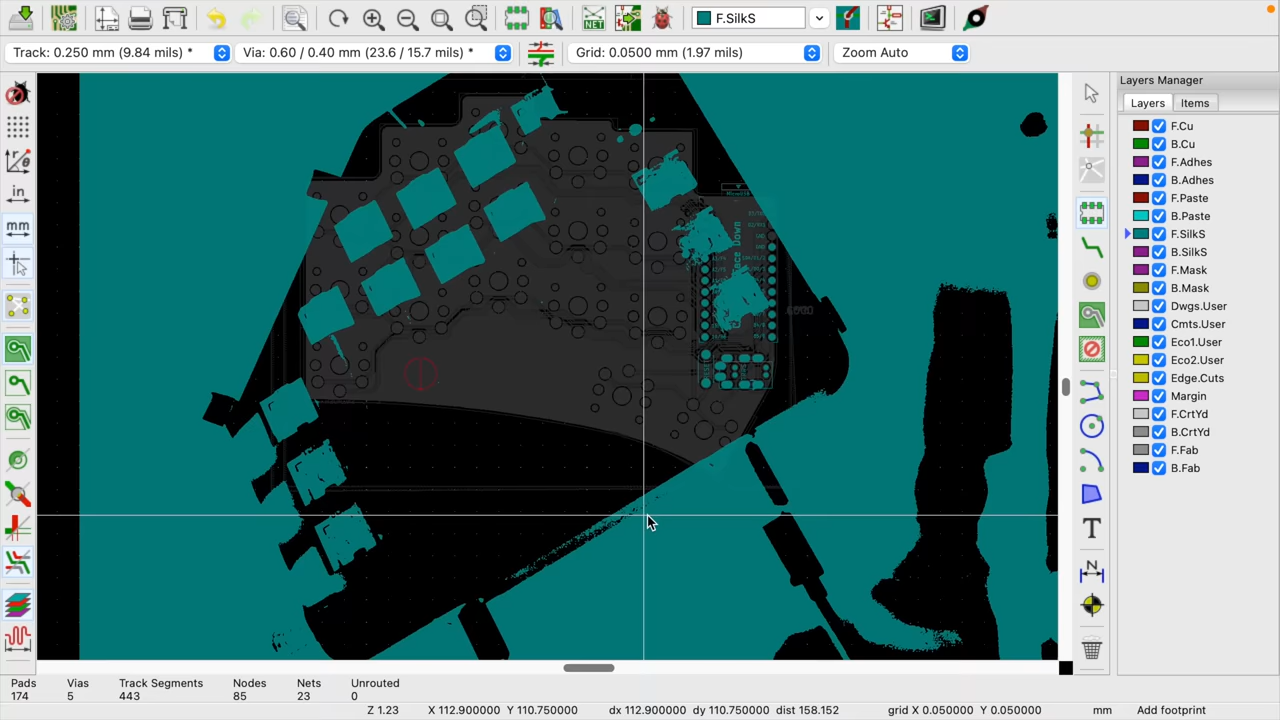 F.SilkS
Track: 0.250 mm (9.84 mils) *
Via: 0.60 / 0.40 mm (23.6 / 15.7 mils) *
Grid: 0.0500 mm (1.97 mils)
Zoom Auto
NET
in
mm
T
N
Layers Manager
Layers
Items
F.Cu
B.Cu
F.Adhes
B.Adhes
F.Paste
B.Paste
F.SilkS
B.SilkS
F.Mask
B.Mask
Dwgs.User
Cmts.User
Eco1.User
Eco2.User
Edge.Cuts
Margin
F.CrtYd
B.CrtYd
F.Fab
B.Fab
Pads
174
Vias
5
Track Segments
443
Nodes
85
Nets
23
Unrouted
0
Z 1.23
X 112.900000 Y 110.750000
dx 112.900000 dy 110.750000 dist 158.152
grid X 0.050000 Y 0.050000
mm
Add footprint